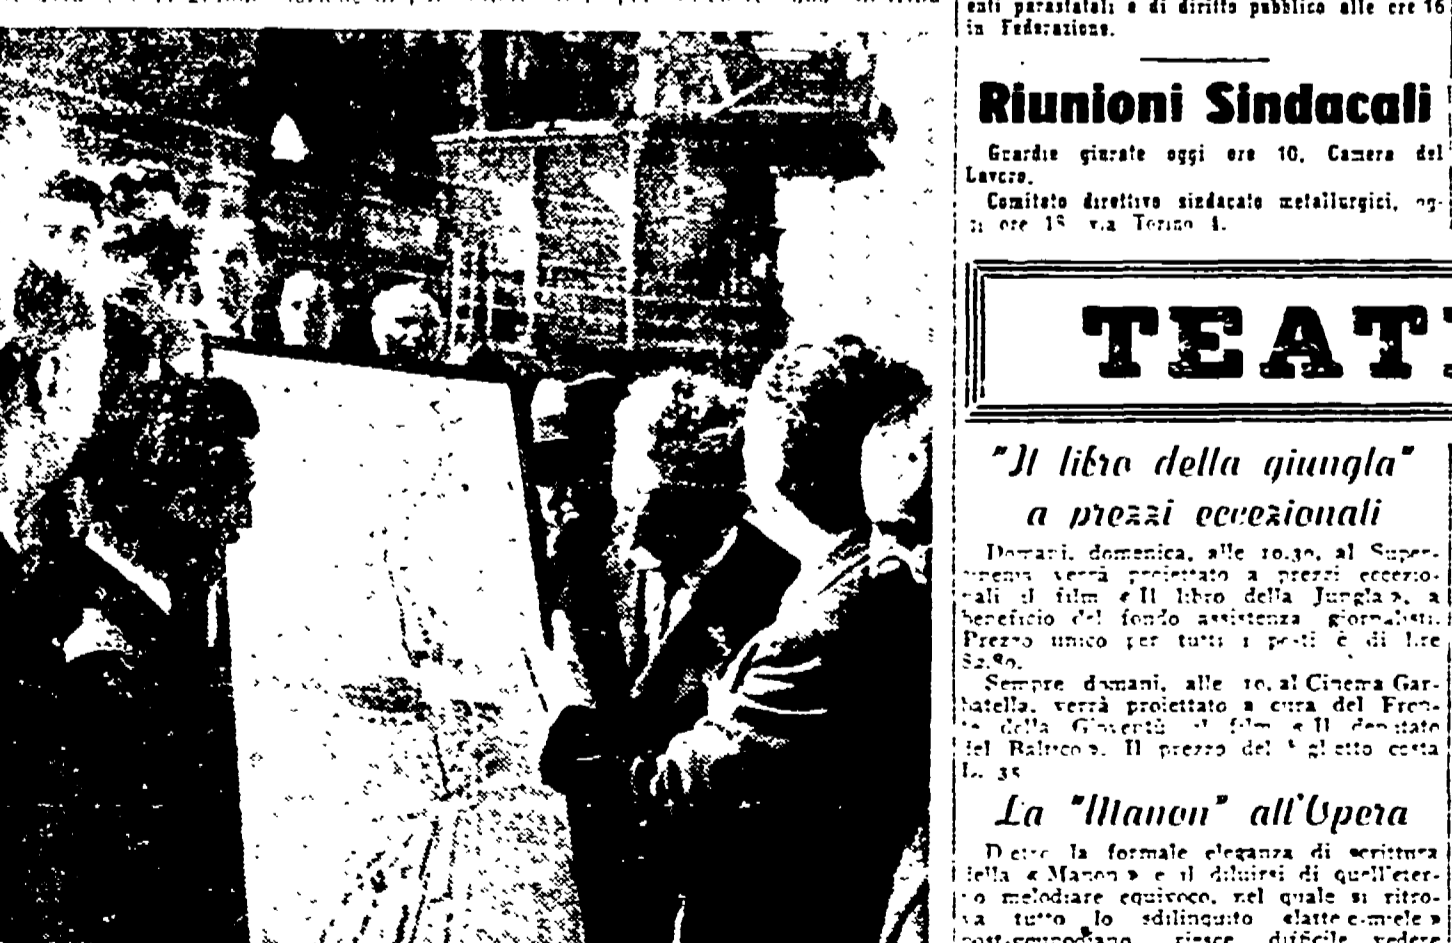 enti parastatali e di diritto pubblico alle ore 16
in Federazione.
Riunioni Sindacali
Guardie giurate oggi ore 10, Camera del
Lavoro.
Comitato direttivo sindacato metallurgici, og-
gi ore 18 via Torino 4.
TEAT
"Il libro della giungla"
a prezzi eccezionali
Domani, domenica, alle 10.30, al Super-
cinema verrà proiettato a prezzi eccezio-
nali il film « Il libro della Jungla », a
beneficio del fondo assistenza giornalisti.
Prezzo unico per tutti i posti è di lire
82.80.
Sempre domani, alle 10, al Cinema Gar-
batella, verrà proiettato a cura del Fron-
te della Gioventù il film « Il deputato
del Baltico ». Il prezzo del biglietto costa
L. 35
La "Manon" all'Opera
Dietro la formale eleganza di scrittura
della « Manon » e il diluirsi di quell'eter-
no melodiare equivoco, nel quale si ritro-
va tutto lo sdilinquito « latte e miele »
riesce difficile vedere